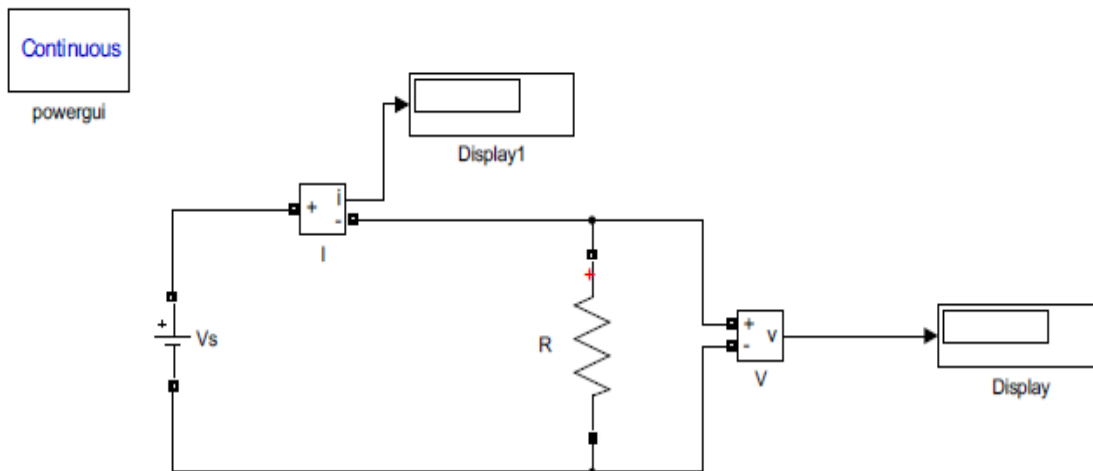 Continuous
powergui
Display1
+
i
-
I
+
Vs
+
R
+
-
v
V
Display